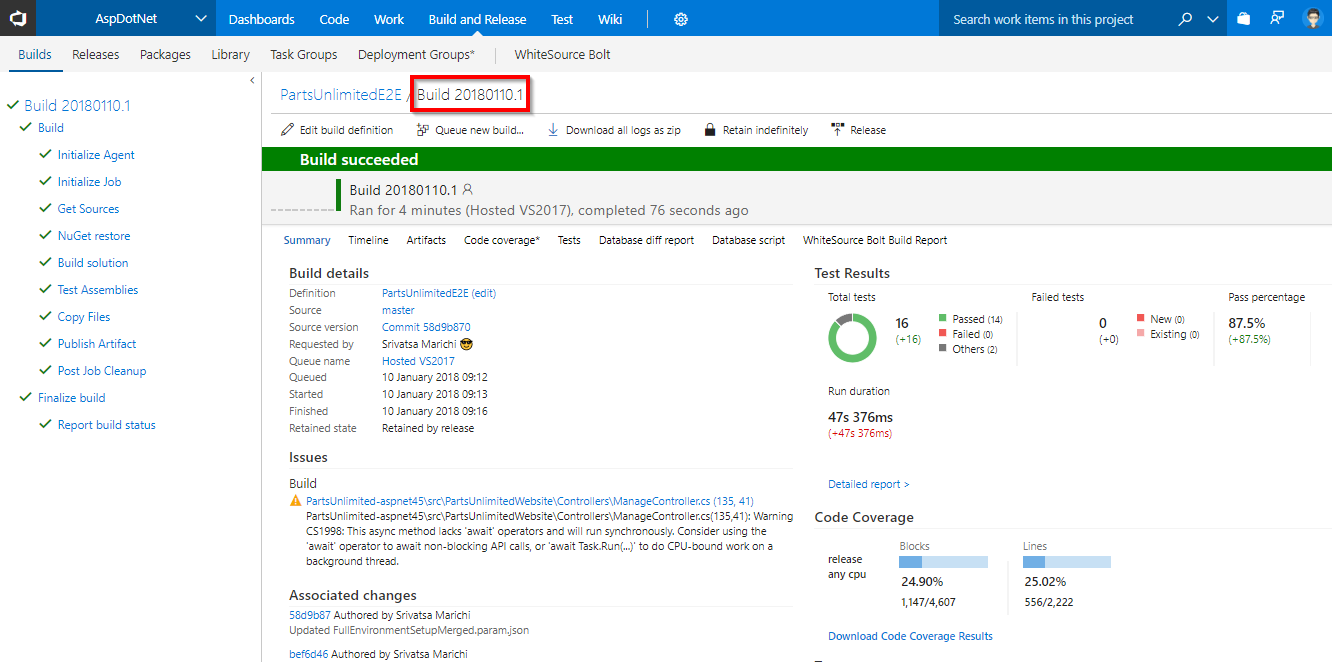 AspDotNet
Dashboards Code Work Build and Release Test Wiki
Search work items in this project
Builds Releases Packages Library Task Groups Deployment Groups* WhiteSource Bolt
Build 20180110.1
Build
Initialize Agent
Initialize Job
Get Sources
NuGet restore
Build solution
Test Assemblies
Copy Files
Publish Artifact
Post Job Cleanup
Finalize build
Report build status
PartsUnlimitedE2E / Build 20180110.1
Edit build definition Queue new build... Download all logs as zip Retain indefinitely Release
Build succeeded
Build 20180110.1
Ran for 4 minutes (Hosted VS2017), completed 76 seconds ago
Summary Timeline Artifacts Code coverage* Tests Database diff report Database script WhiteSource Bolt Build Report
Build details
Definition PartsUnlimitedE2E (edit)
Source master
Source version Commit 58d9b870
Requested by Srivatsa Marichi
Queue name Hosted VS2017
Queued 10 January 2018 09:12
Started 10 January 2018 09:13
Finished 10 January 2018 09:16
Retained state Retained by release
Issues
Build
PartsUnlimited-aspnet45\src\PartsUnlimitedWebsite\Controllers\ManageController.cs (135, 41)
PartsUnlimited-aspnet45\src\PartsUnlimitedWebsite\Controllers\ManageController.cs(135,41): Warning
CS1998: This async method lacks 'await' operators and will run synchronously. Consider using the
'await' operator to await non-blocking API calls, or 'await Task.Run(...)' to do CPU-bound work on a
background thread.
Associated changes
58d9b87 Authored by Srivatsa Marichi
Updated FullEnvironmentSetupMerged.param.json
bef6d46 Authored by Srivatsa Marichi
Test Results
Total tests Failed tests Pass percentage
16
(+16)
Passed (14)
Failed (0)
Others (2)
0
(+0)
New (0)
Existing (0)
87.5%
(+87.5%)
Run duration
47s 376ms
(+47s 376ms)
Detailed report >
Code Coverage
release
any cpu
Blocks
24.90%
1,147/4,607
Lines
25.02%
556/2,222
Download Code Coverage Results